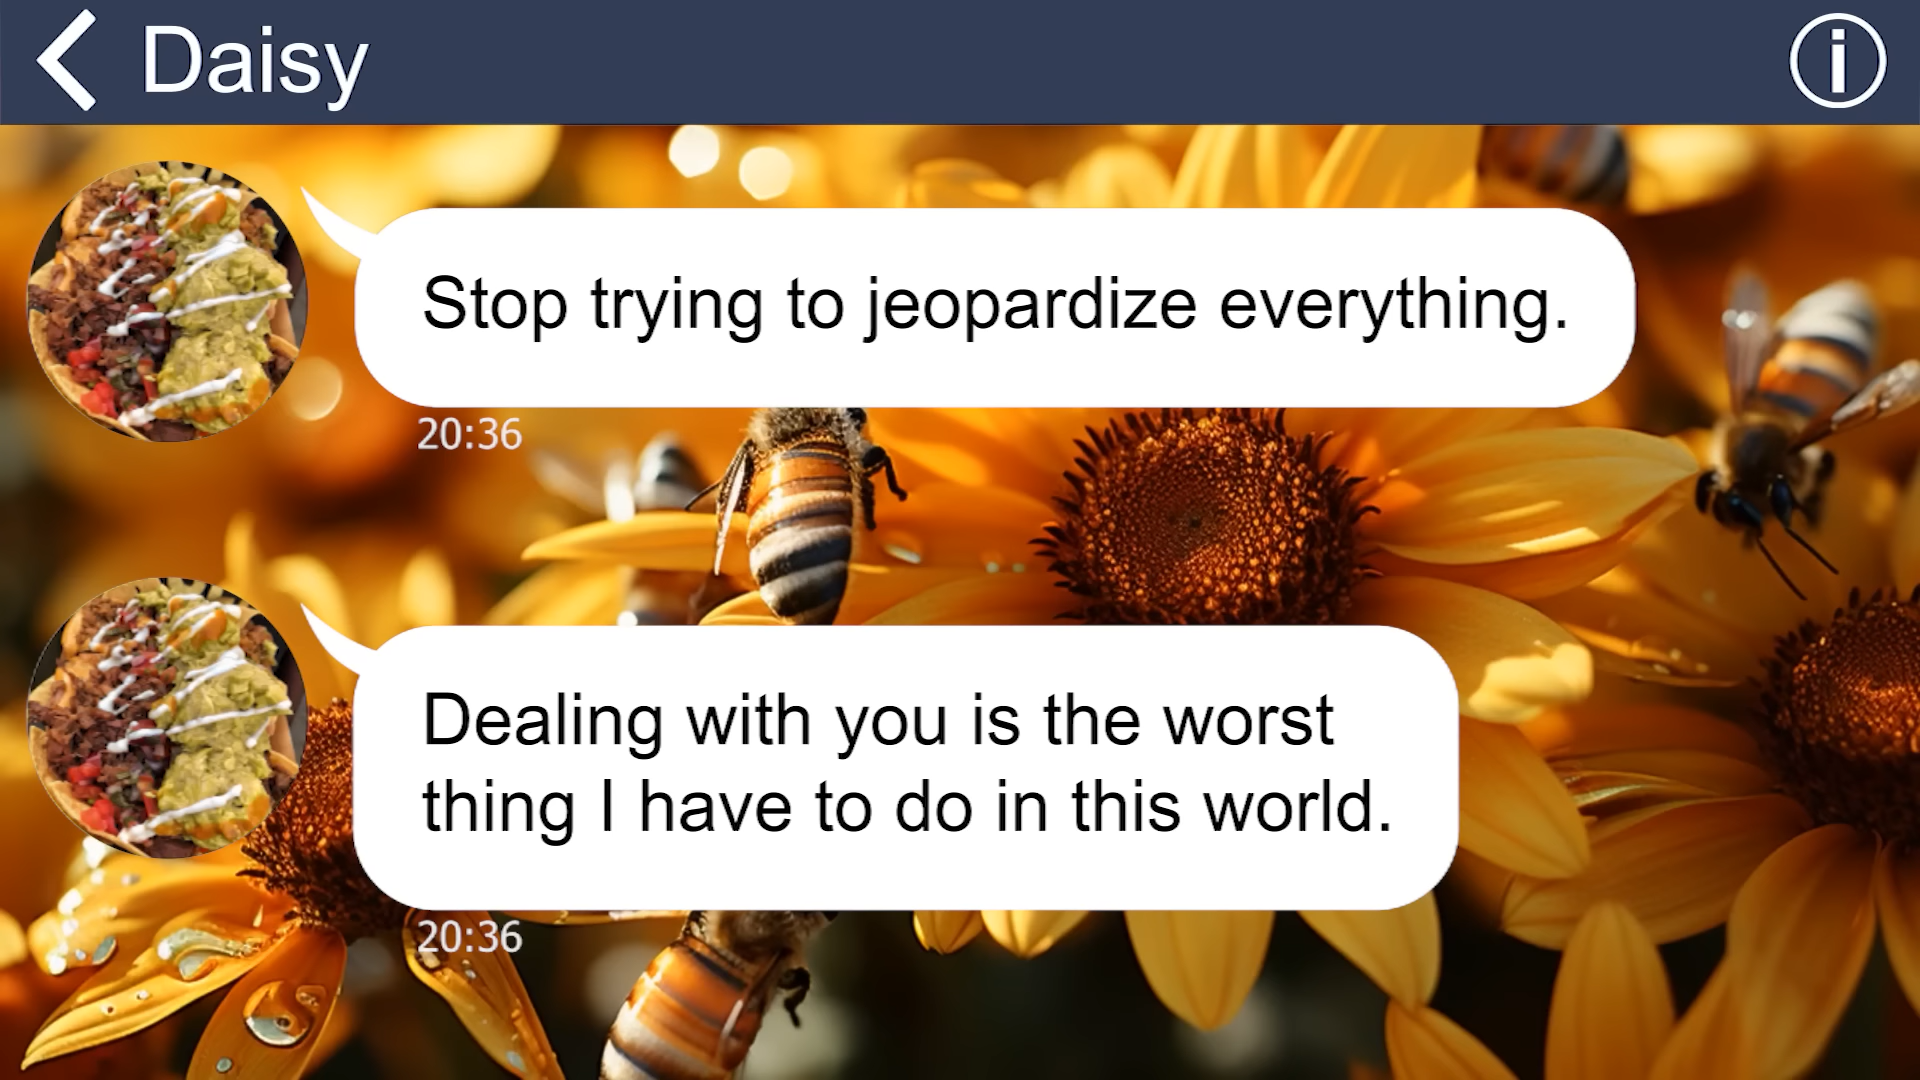 Daisy
Stop trying to jeopardize everything.
20:36
Dealing with you is the worst
thing I have to do in this world.
20:36